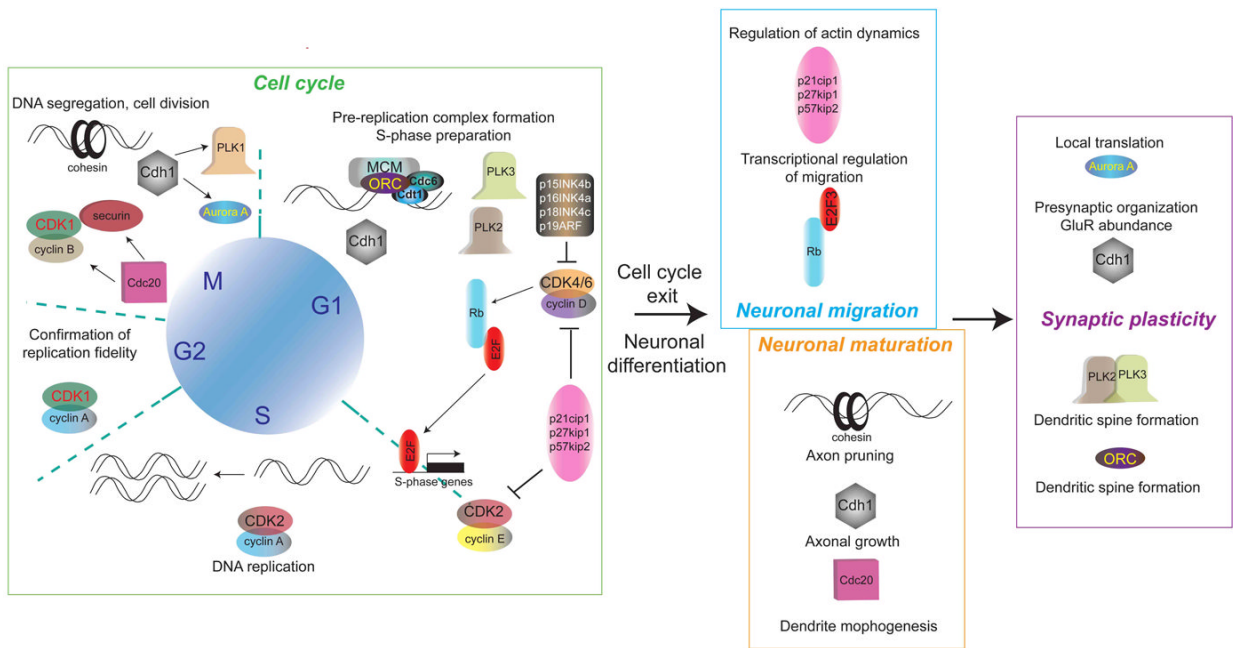 Cell cycle
DNA segregation, cell division
cohesin
Cdh1
PLK1
Aurora A
CDK1
cyclin B
securin
Cdc20
Pre-replication complex formation
S-phase preparation
MCM
ORC
Cdc6
Cdt1
Cdh1
PLK3
PLK2
p15INK4b
p16INK4a
p18INK4c
p19ARF
CDK4/6
cyclin D
Rb
E2F
M
G1
G2
S
Confirmation of
replication fidelity
CDK1
cyclin A
p21cip1
p27kip1
p57kip2
E2F
S-phase genes
CDK2
cyclin E
CDK2
cyclin A
DNA replication
Cell cycle
exit
Neuronal
differentiation
Regulation of actin dynamics
p21cip1
p27kip1
p57kip2
Transcriptional regulation
of migration
E2F3
Rb
Neuronal migration
Neuronal maturation
cohesin
Axon pruning
Cdh1
Axonal growth
Cdc20
Dendrite mophogenesis
Local translation
Aurora A
Presynaptic organization
GluR abundance
Cdh1
Synaptic plasticity
PLK2
PLK3
Dendritic spine formation
ORC
Dendritic spine formation